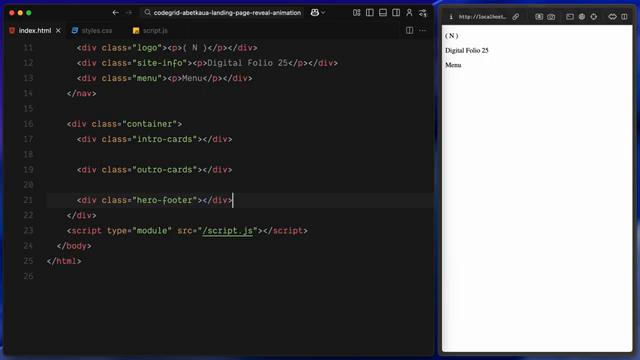 codegrid-abetkaua-landing-page-reveal-animation
index.html
styles.css
script.js
11 <div class="logo"><p>( N )</p></div>
12 <div class="site-info"><p>Digital Folio 25</p></div>
13 <div class="menu"><p>Menu</p></div>
14 </nav>
15
16 <div class="container">
17 <div class="intro-cards"></div>
18
19 <div class="outro-cards"></div>
20
21 <div class="hero-footer"></div>
22 </div>
23 <script type="module" src="/script.js"></script>
24 </body>
25 </html>
26
http://localhost
( N )
Digital Folio 25
Menu